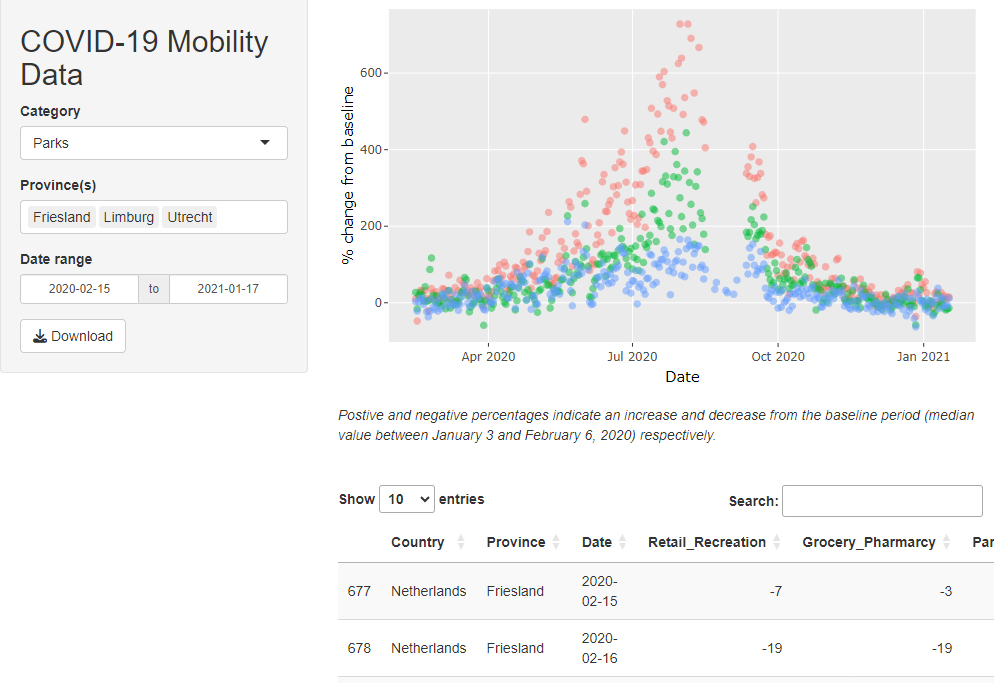 COVID-19 Mobility
Data
Category
Parks
Province(s)
Friesland Limburg Utrecht
Date range
2020-02-15 to 2021-01-17
Download
% change from baseline
600
400
200
0
Apr 2020 Jul 2020 Oct 2020 Jan 2021
Date
Postive and negative percentages indicate an increase and decrease from the baseline period (median
value between January 3 and February 6, 2020) respectively.
Show 10 entries
Search:
Country Province Date Retail_Recreation Grocery_Pharmarcy Par
677 Netherlands Friesland 2020-
02-15 -7 -3
678 Netherlands Friesland 2020-
02-16 -19 -19